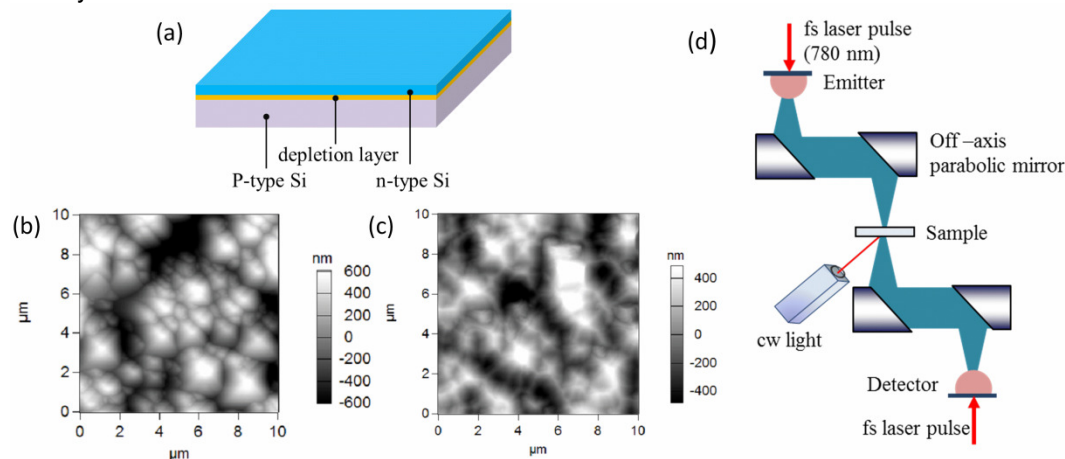 (a)
depletion layer
P-type Si
n-type Si
(b)
10
8
6
4
2
0
µm
0 2 4 6 8 10
µm
nm
600
400
200
0
-200
-400
-600
(c)
10
8
6
4
2
0
µm
0 2 4 6 8 10
µm
nm
400
200
0
-200
-400
(d)
fs laser pulse
(780 nm)
Emitter
Off –axis
parabolic mirror
Sample
cw light
Detector
fs laser pulse